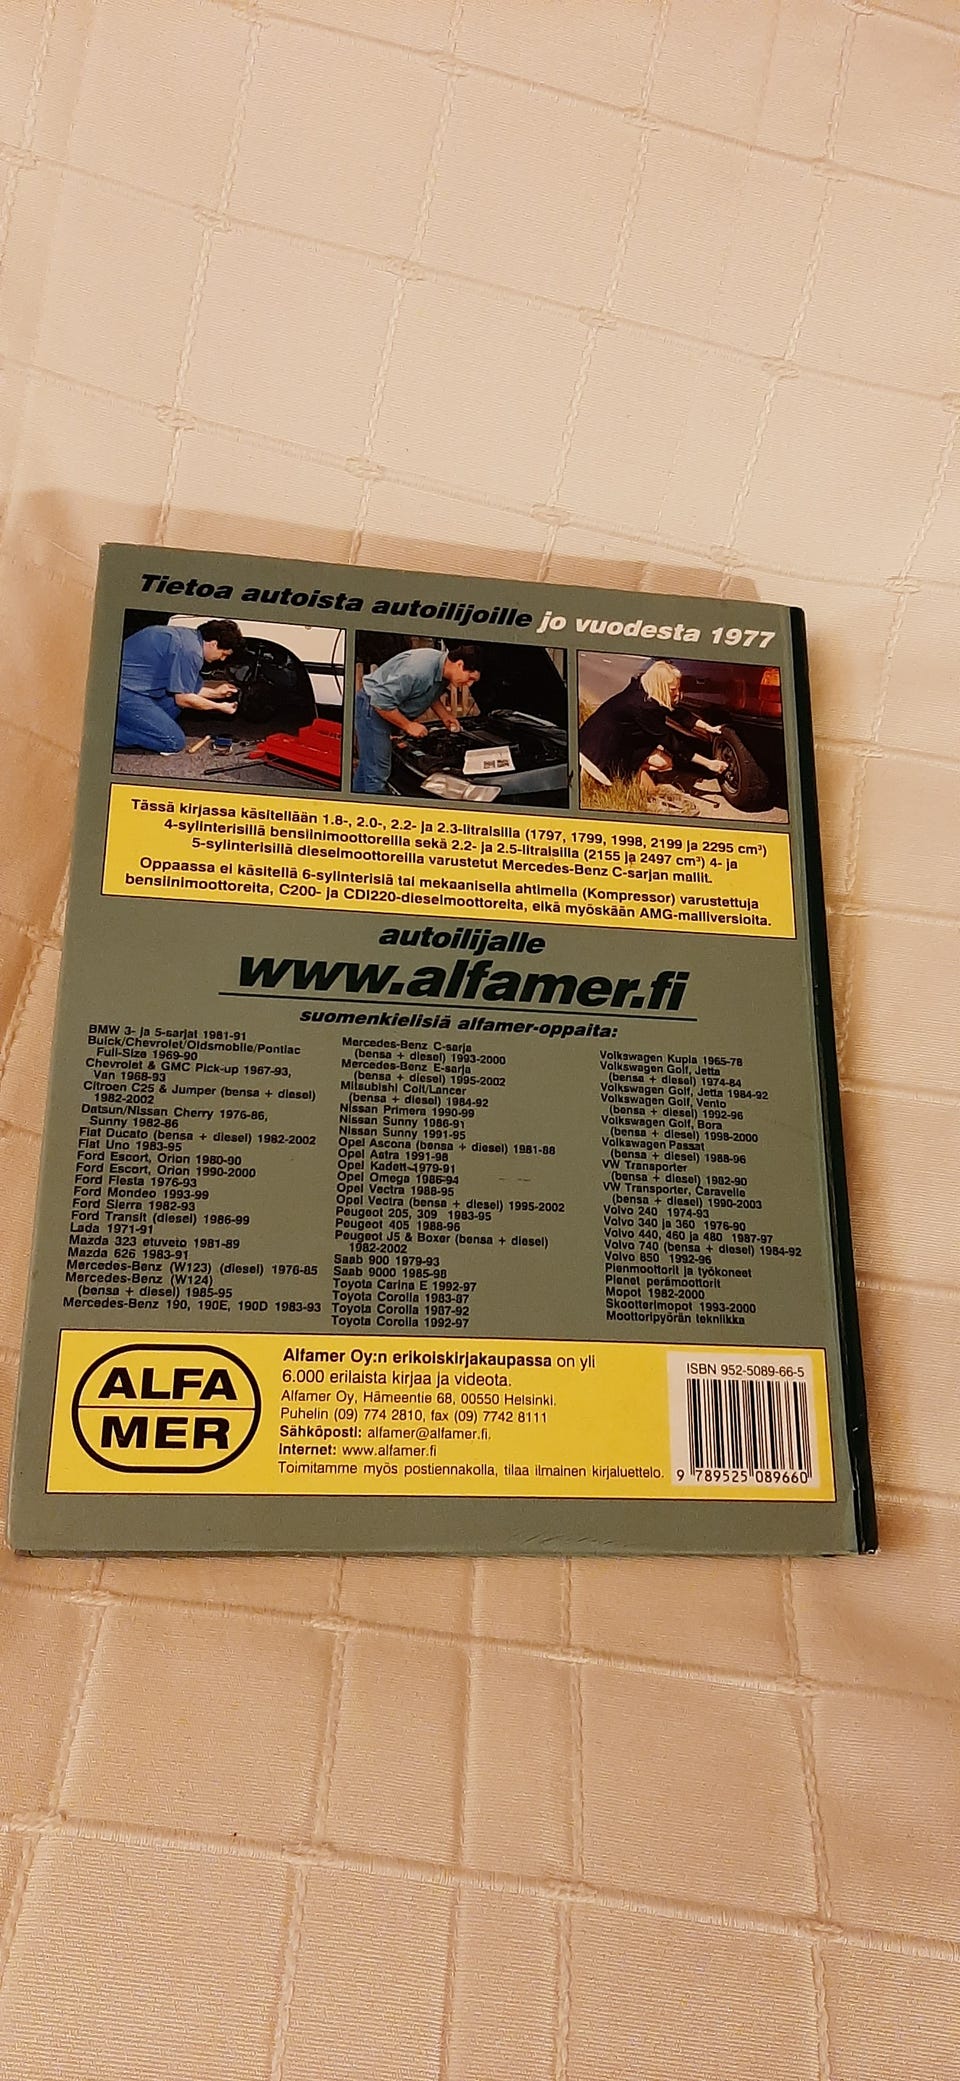 Tietoa autoista autoilijoille jo vuodesta 1977
Tässä kirjassa käsitellään 1.8-, 2.0-, 2.2- ja 2.3-litraisilla (1797, 1799, 1998, 2199 ja 2295 cm³)
4-sylinterisillä bensiinimoottoreilla sekä 2.2- ja 2.5-litraisilla (2155 ja 2497 cm³) 4- ja
5-sylinterisillä dieselmoottoreilla varustetut Mercedes-Benz C-sarjan mallit.
Oppaassa ei käsitellä 6-sylinterisiä tai mekaanisella ahtimella (Kompressor) varustettuja
bensiinimoottoreita, C200- ja CDI220-dieselmoottoreita, eikä myöskään AMG-malliversioita.
autoilijalle
www.alfamer.fi
suomenkielisiä alfamer-oppaita:
BMW 3- ja 5-sarjat 1981-91
Buick/Chevrolet/Oldsmobile/Pontiac
Full-Size 1969-90
Chevrolet & GMC Pick-up 1967-93,
Van 1968-93
Citroen C25 & Jumper (bensa + diesel)
1982-2002
Datsun/Nissan Cherry 1976-86,
Sunny 1982-86
Fiat Ducato (bensa + diesel) 1982-2002
Fiat Uno 1983-95
Ford Escort, Orion 1980-90
Ford Escort, Orion 1990-2000
Ford Fiesta 1976-93
Ford Mondeo 1993-99
Ford Sierra 1982-93
Ford Transit (diesel) 1986-99
Lada 1971-91
Mazda 323 etuveto 1981-89
Mazda 626 1983-91
Mercedes-Benz (W123) (diesel) 1976-85
Mercedes-Benz (W124)
(bensa + diesel) 1985-95
Mercedes-Benz 190, 190E, 190D 1983-93
Mercedes-Benz C-sarja
(bensa + diesel) 1993-2000
Mercedes-Benz E-sarja
(bensa + diesel) 1995-2002
Mitsubishi Colt/Lancer
(bensa + diesel) 1984-92
Nissan Primera 1990-99
Nissan Sunny 1986-91
Nissan Sunny 1991-95
Opel Ascona (bensa + diesel) 1981-88
Opel Astra 1991-98
Opel Kadett 1979-91
Opel Omega 1986-94
Opel Vectra 1988-95
Opel Vectra (bensa + diesel) 1995-2002
Peugeot 205, 309 1983-95
Peugeot 405 1988-96
Peugeot J5 & Boxer (bensa + diesel)
1982-2002
Saab 900 1979-93
Saab 9000 1985-98
Toyota Carina E 1992-97
Toyota Corolla 1983-87
Toyota Corolla 1987-92
Toyota Corolla 1992-97
Volkswagen Kupla 1965-78
Volkswagen Golf, Jetta
(bensa + diesel) 1974-84
Volkswagen Golf, Jetta 1984-92
Volkswagen Golf, Vento
(bensa + diesel) 1992-96
Volkswagen Golf, Bora
(bensa + diesel) 1998-2000
Volkswagen Passat
(bensa + diesel) 1988-96
VW Transporter
(bensa + diesel) 1982-90
VW Transporter, Caravelle
(bensa + diesel) 1990-2003
Volvo 240 1974-93
Volvo 340 ja 360 1976-90
Volvo 440, 460 ja 480 1987-97
Volvo 740 (bensa + diesel) 1984-92
Volvo 850 1992-96
Pienmoottorit ja työkoneet
Pienet perämoottorit
Mopot 1982-2000
Skootterimopot 1993-2000
Moottoripyörän tekniikka
ALFA
MER
Alfamer Oy:n erikoiskirjakaupassa on yli
6.000 erilaista kirjaa ja videota.
Alfamer Oy, Hämeentie 68, 00550 Helsinki.
Puhelin (09) 774 2810, fax (09) 7742 8111
Sähköposti: alfamer@alfamer.fi.
Internet: www.alfamer.fi
Toimitamme myös postiennakolla, tilaa ilmainen kirjaluettelo.
ISBN 952-5089-66-5
9 789525 089660